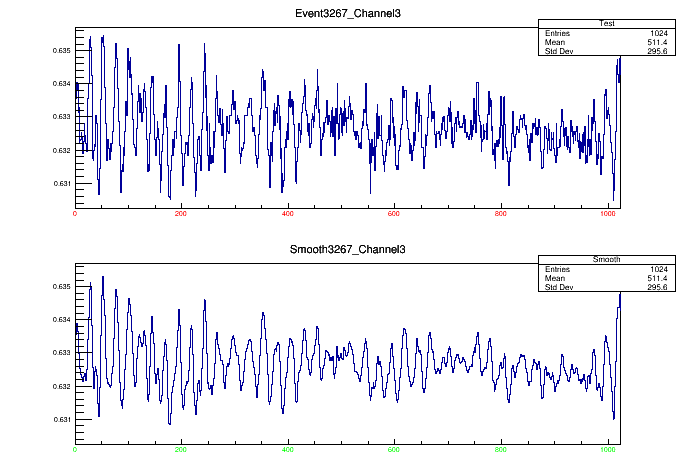 Event3267_Channel3
Test
Entries 1024
Mean 511.4
Std Dev 295.6
0.635
0.634
0.633
0.632
0.631
0 200 400 600 800 1000
Smooth3267_Channel3
Smooth
Entries 1024
Mean 511.4
Std Dev 295.6
0.635
0.634
0.633
0.632
0.631
0 200 400 600 800 1000